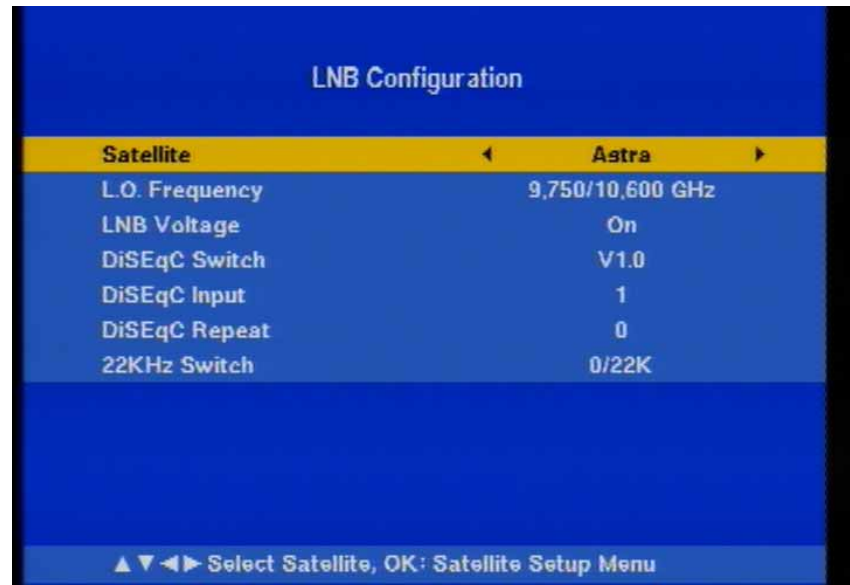 LNB Configuration
Satellite ◀ Astra ▶
L.O. Frequency 9,750/10,600 GHz
LNB Voltage On
DiSEqC Switch V1.0
DiSEqC Input 1
DiSEqC Repeat 0
22KHz Switch 0/22K
▲▼◀▶ Select Satellite, OK: Satellite Setup Menu